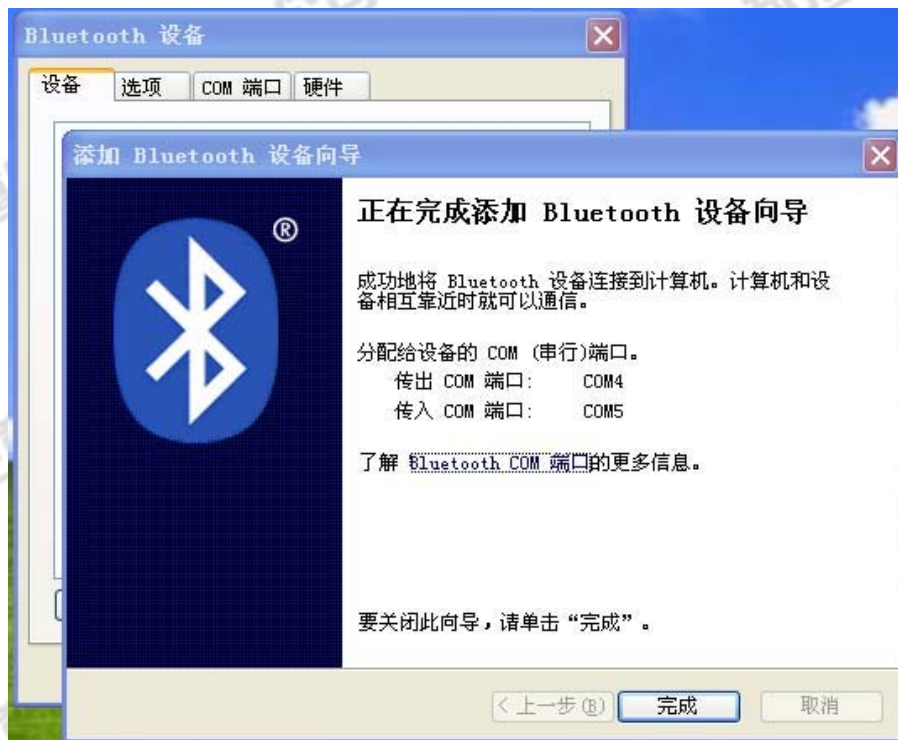 Bluetooth 设备
设备 选项 COM 端口 硬件
添加 Bluetooth 设备向导
®
正在完成添加 Bluetooth 设备向导
成功地将 Bluetooth 设备连接到计算机。计算机和设
备相互靠近时就可以通信。
分配给设备的 COM (串行)端口。
传出 COM 端口: COM4
传入 COM 端口: COM5
了解 Bluetooth COM 端口的更多信息。
要关闭此向导，请单击“完成”。
<上一步(B) 完成 取消